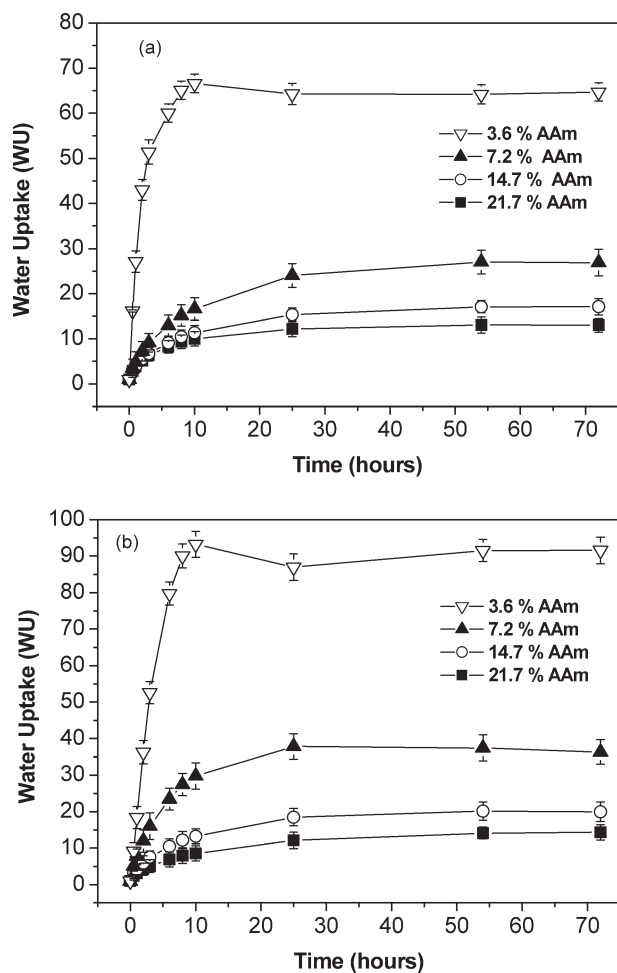 (a)
80
70
60
50
40
30
20
10
0
Water Uptake (WU)
3.6 % AAm
7.2 % AAm
14.7 % AAm
21.7 % AAm
0 10 20 30 40 50 60 70
Time (hours)
(b)
100
90
80
70
60
50
40
30
20
10
0
Water Uptake (WU)
3.6 % AAm
7.2 % AAm
14.7 % AAm
21.7 % AAm
0 10 20 30 40 50 60 70
Time (hours)